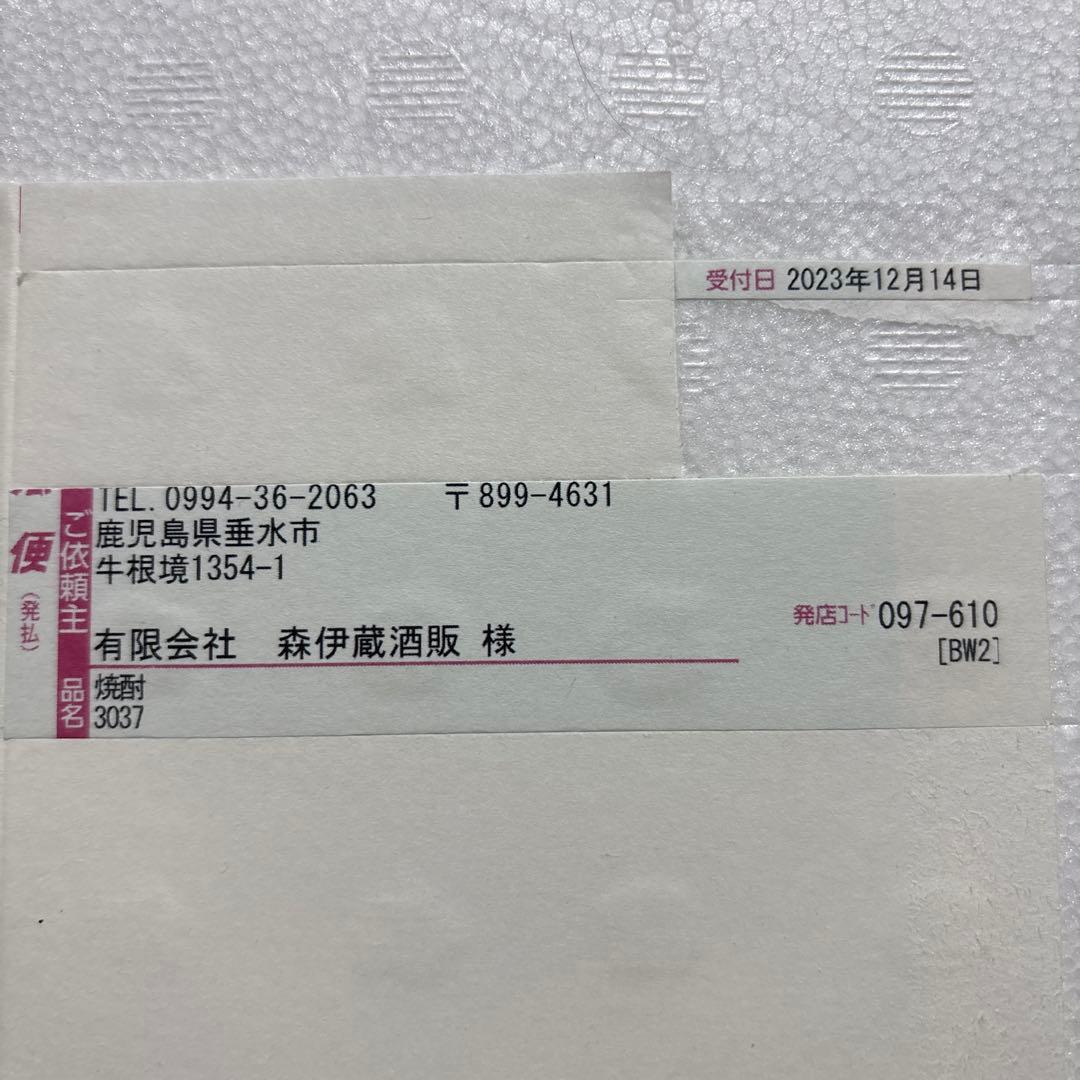 受付日 2023年12月14日
TEL. 0994-36-2063 〒899-4631
鹿児島県垂水市
牛根境1354-1
有限会社 森伊蔵酒販 様
ご依頼主
便
(発払)
発店コード 097-610
[BW2]
品名
焼酎
3037